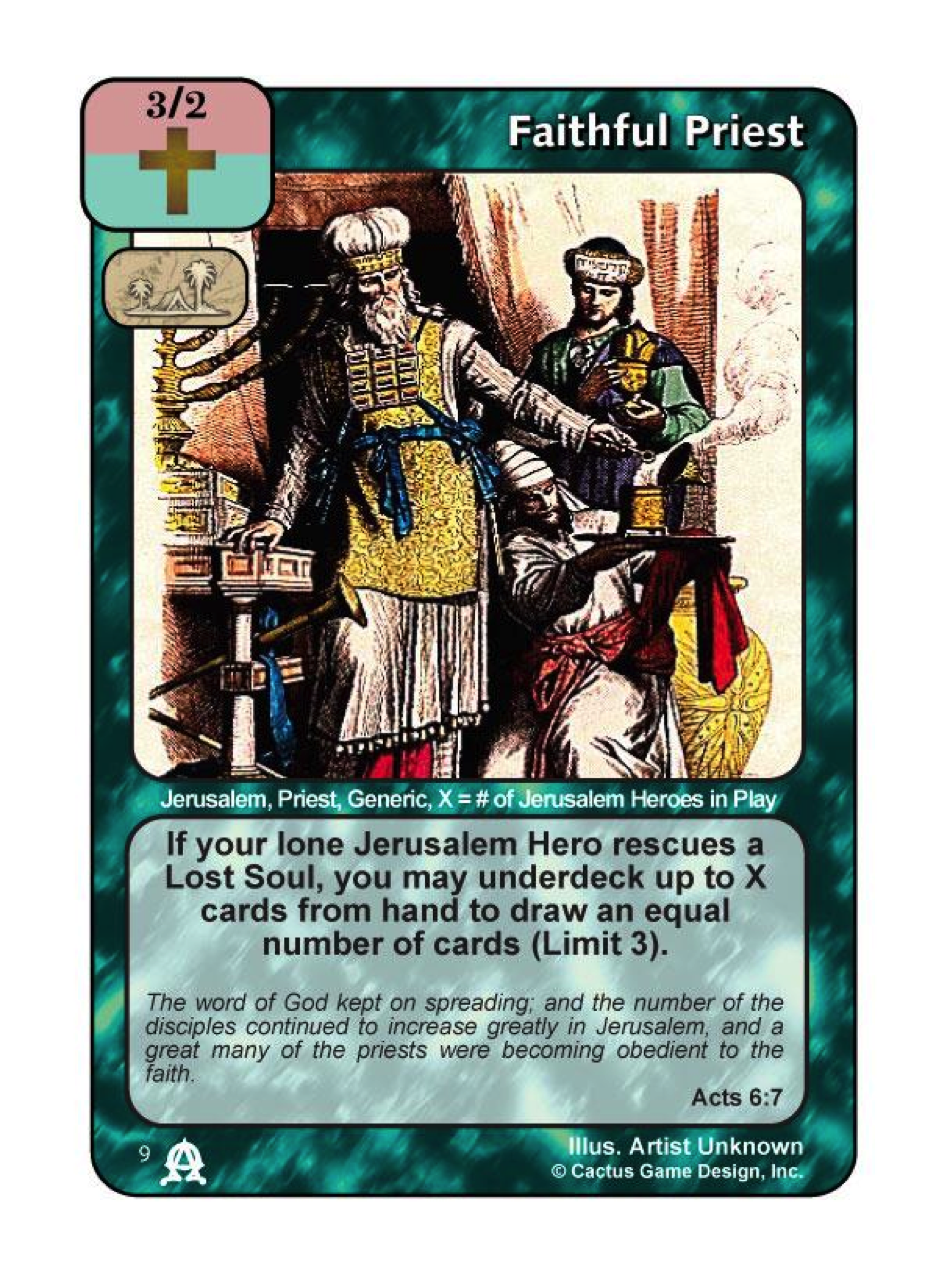 3/2
Faithful Priest
Jerusalem, Priest, Generic, X = # of Jerusalem Heroes in Play
If your lone Jerusalem Hero rescues a
Lost Soul, you may underdeck up to X
cards from hand to draw an equal
number of cards (Limit 3).
The word of God kept on spreading; and the number of the
disciples continued to increase greatly in Jerusalem, and a
great many of the priests were becoming obedient to the
faith.
Acts 6:7
9
Illus. Artist Unknown
© Cactus Game Design, Inc.